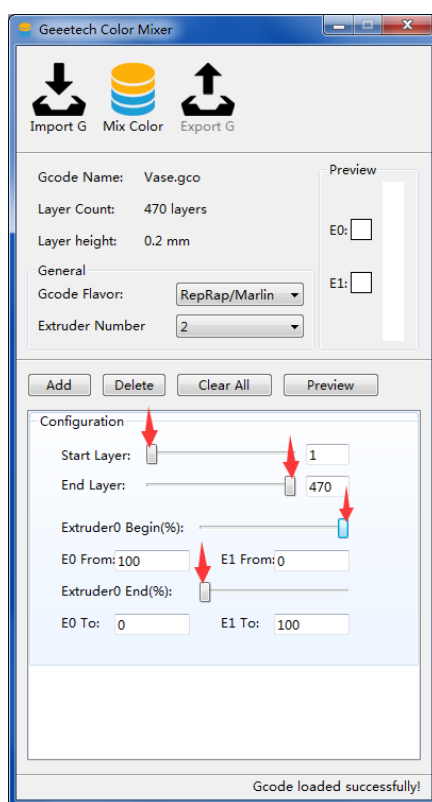 Geeetech Color Mixer
Import G Mix Color Export G
Gcode Name: Vase.gco
Layer Count: 470 layers
Layer height: 0.2 mm
Preview
E0:
E1:
General
Gcode Flavor: RepRap/Marlin
Extruder Number 2
Add Delete Clear All Preview
Configuration
Start Layer: 1
End Layer: 470
Extruder0 Begin(%):
E0 From: 100 E1 From: 0
Extruder0 End(%):
E0 To: 0 E1 To: 100
Gcode loaded successfully!